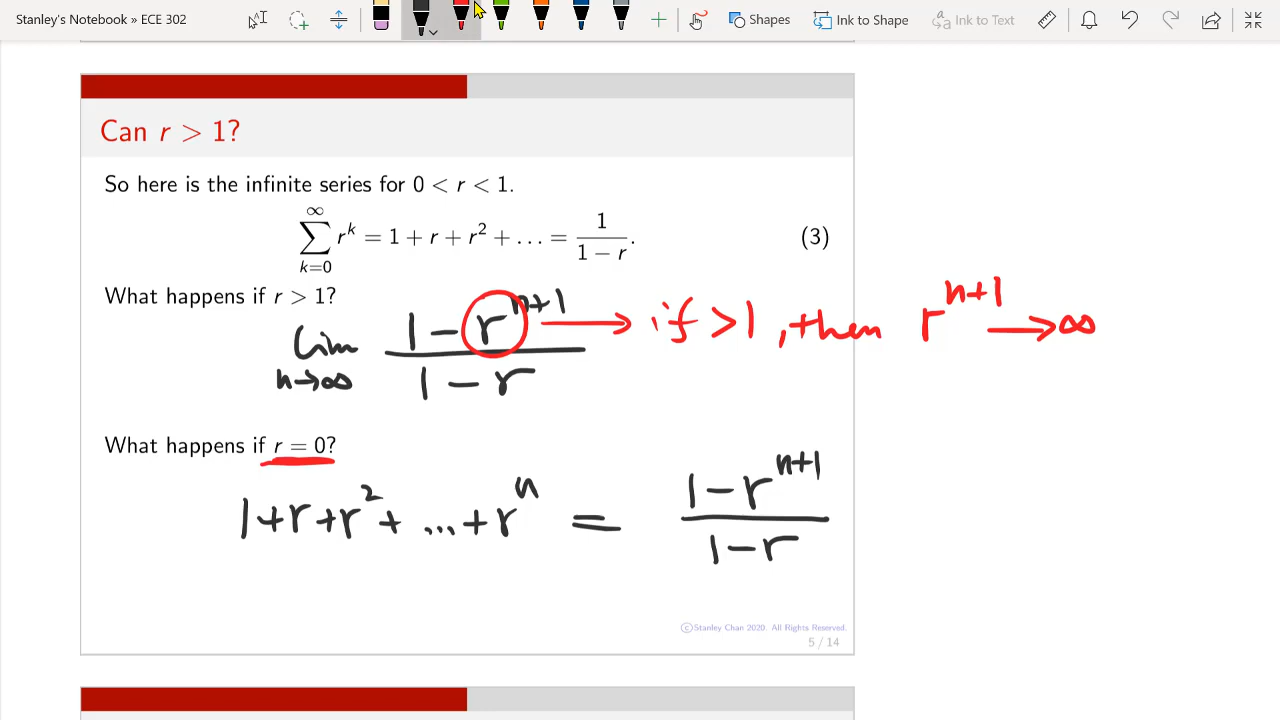 Stanley's Notebook » ECE 302
Shapes
Ink to Shape
Ink to Text
Can r > 1?
So here is the infinite series for 0 < r < 1.
∞
∑ r^k = 1 + r + r^2 + ... = 1/(1 − r). (3)
k=0
What happens if r > 1?
lim n→∞ (1 − r^{n+1})/(1 − r) → if >1, then r^{n+1} → ∞
What happens if r = 0?
1+r+r^2+ ... +r^n = (1−r^{n+1})/(1−r)
©Stanley Chan 2020. All Rights Reserved.
5 / 14